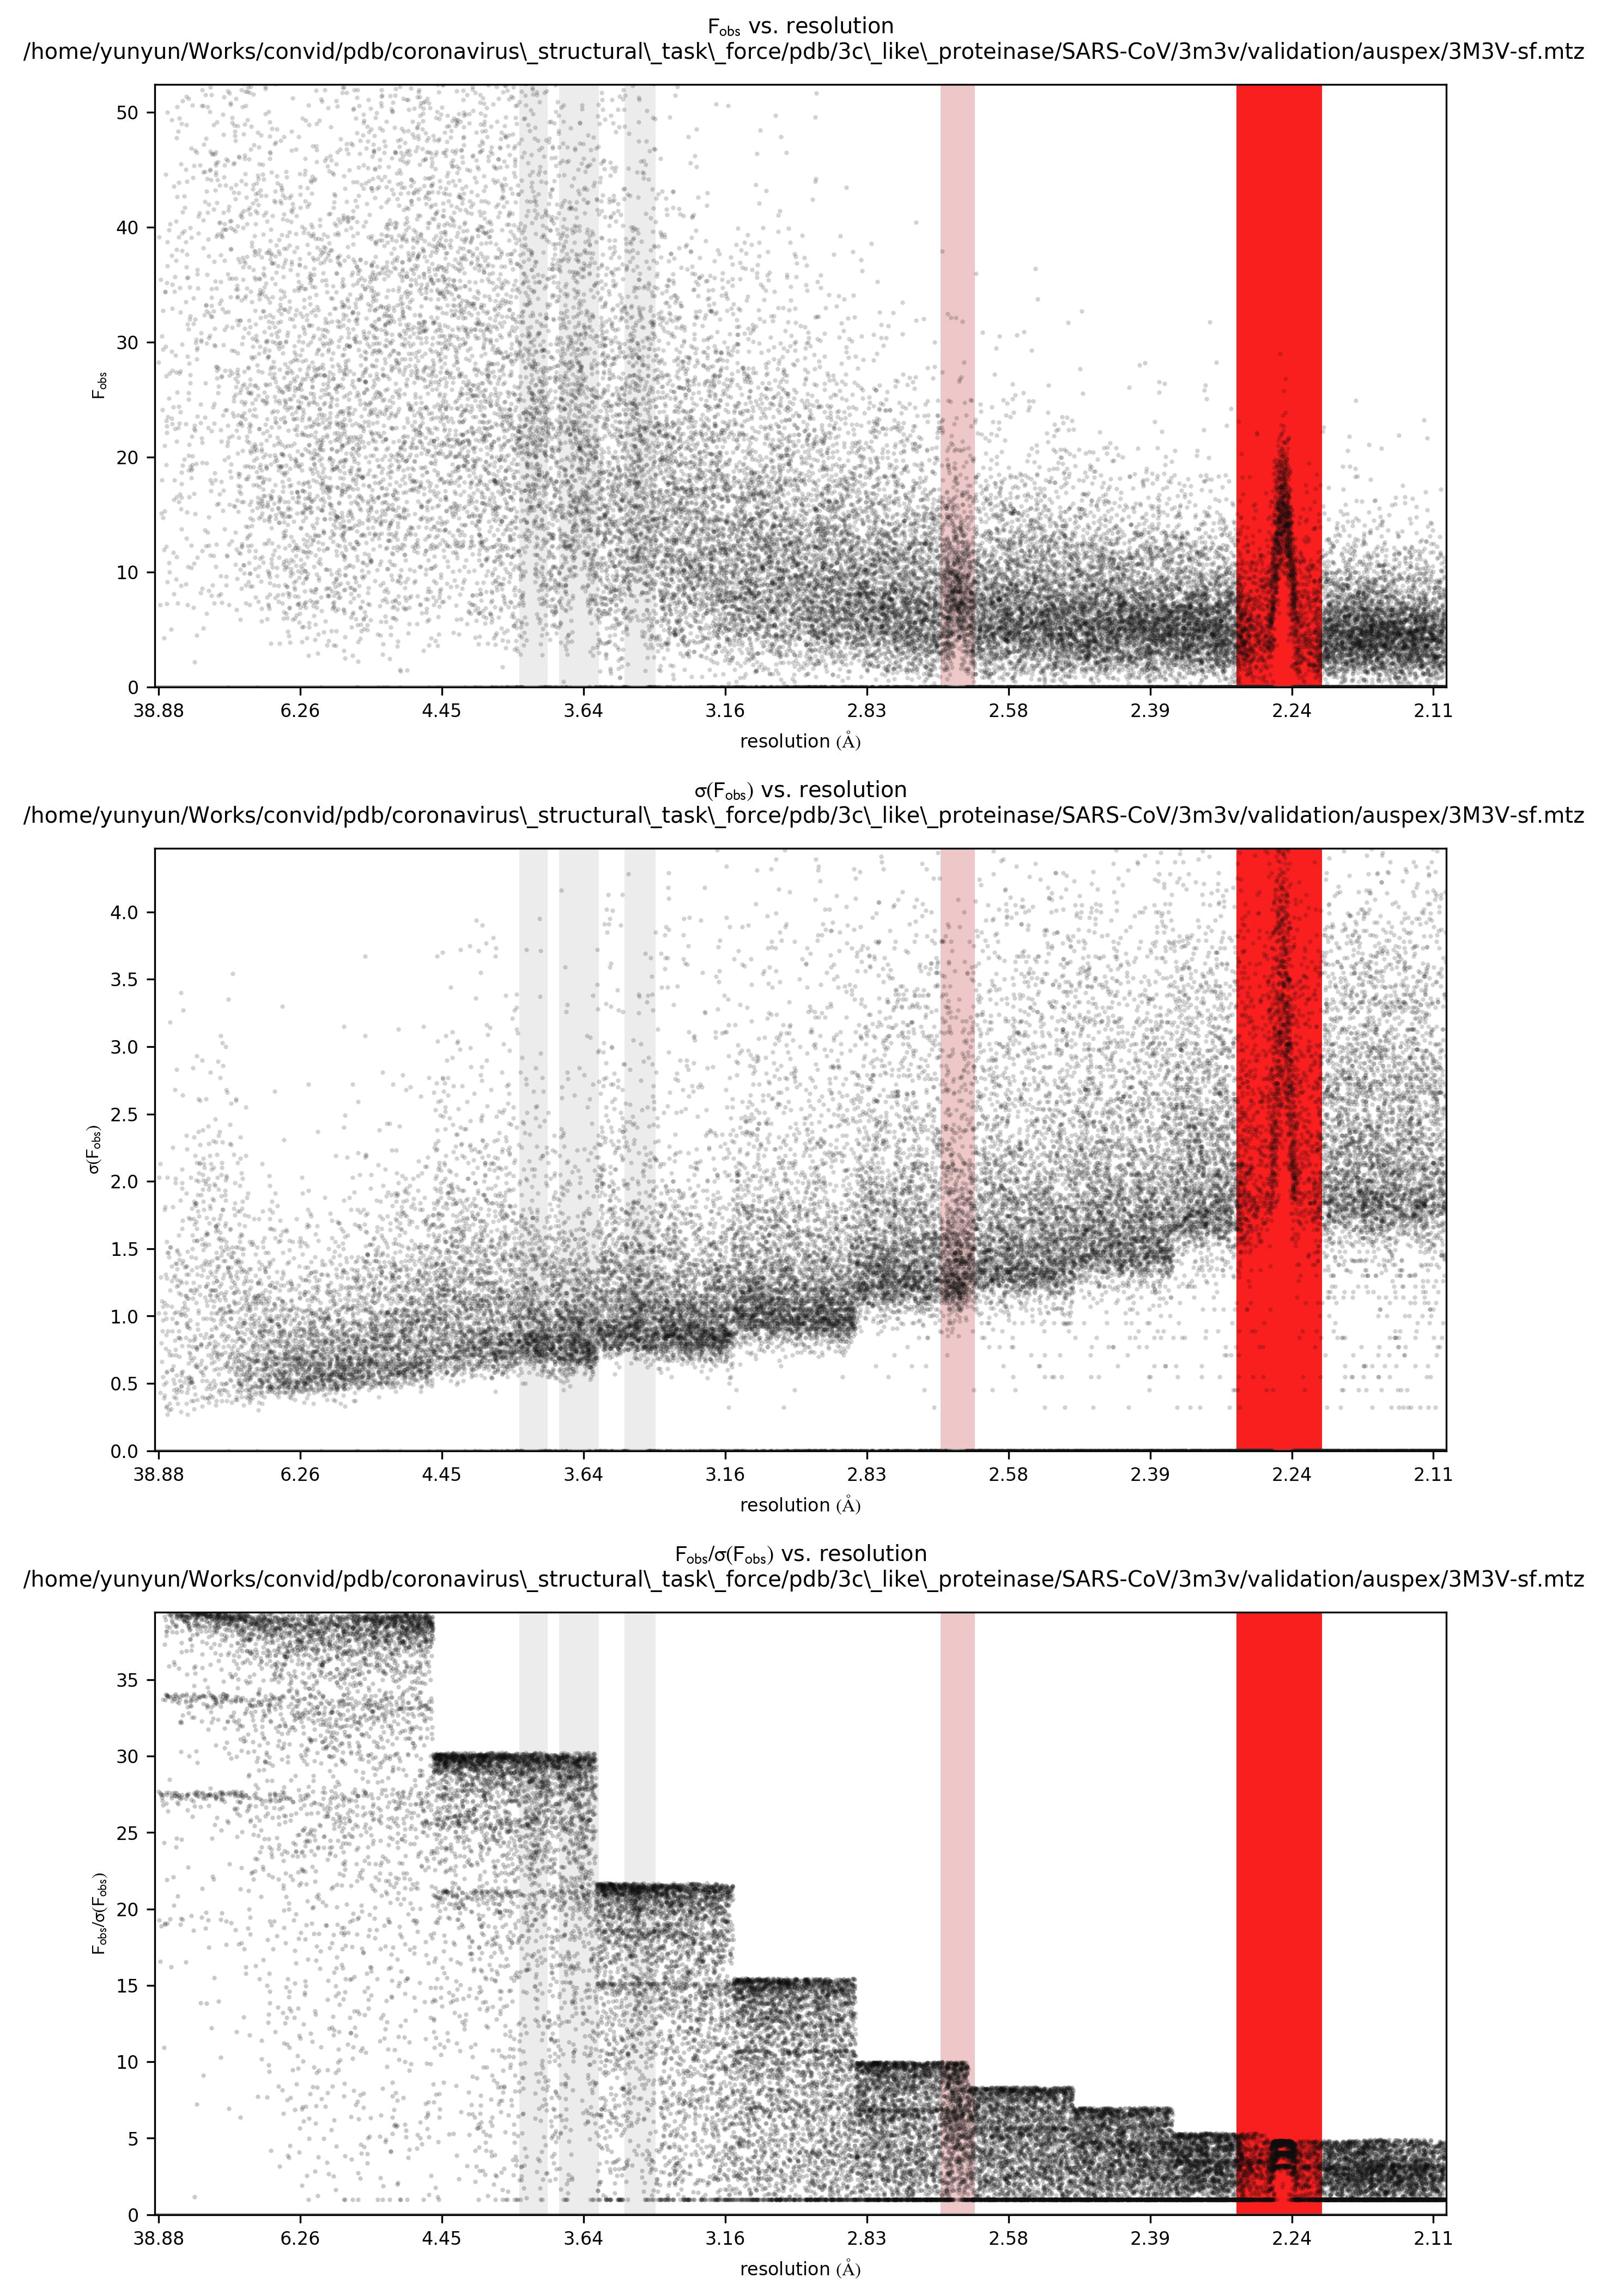 Fobs vs. resolution
/home/yunyun/Works/convid/pdb/coronavirus\_structural\_task\_force/pdb/3c\_like\_proteinase/SARS-CoV/3m3v/validation/auspex/3M3V-sf.mtz
50
40
30
20
10
0
Fobs
38.88 6.26 4.45 3.64 3.16 2.83 2.58 2.39 2.24 2.11
resolution (Å)
σ(Fobs) vs. resolution
/home/yunyun/Works/convid/pdb/coronavirus\_structural\_task\_force/pdb/3c\_like\_proteinase/SARS-CoV/3m3v/validation/auspex/3M3V-sf.mtz
4.0
3.5
3.0
2.5
2.0
1.5
1.0
0.5
0.0
σ(Fobs)
38.88 6.26 4.45 3.64 3.16 2.83 2.58 2.39 2.24 2.11
resolution (Å)
Fobs/σ(Fobs) vs. resolution
/home/yunyun/Works/convid/pdb/coronavirus\_structural\_task\_force/pdb/3c\_like\_proteinase/SARS-CoV/3m3v/validation/auspex/3M3V-sf.mtz
35
30
25
20
15
10
5
0
Fobs/σ(Fobs)
38.88 6.26 4.45 3.64 3.16 2.83 2.58 2.39 2.24 2.11
resolution (Å)